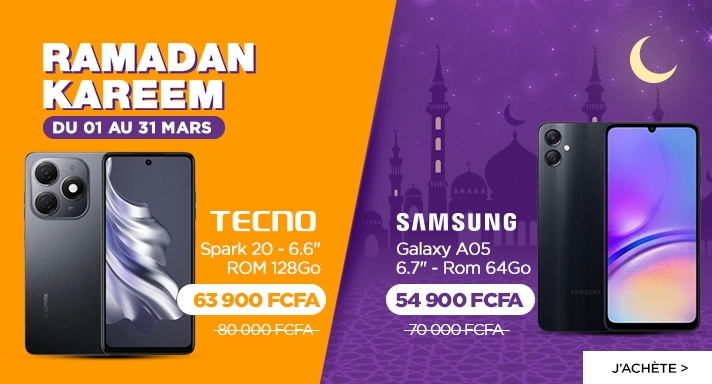 RAMADAN
KAREEM
DU 01 AU 31 MARS
TECNO
Spark 20 - 6.6"
ROM 128Go
63 900 FCFA
80 000 FCFA
SAMSUNG
Galaxy A05
6.7" - Rom 64Go
54 900 FCFA
70 000 FCFA
SAMSUNG
J'ACHÈTE >